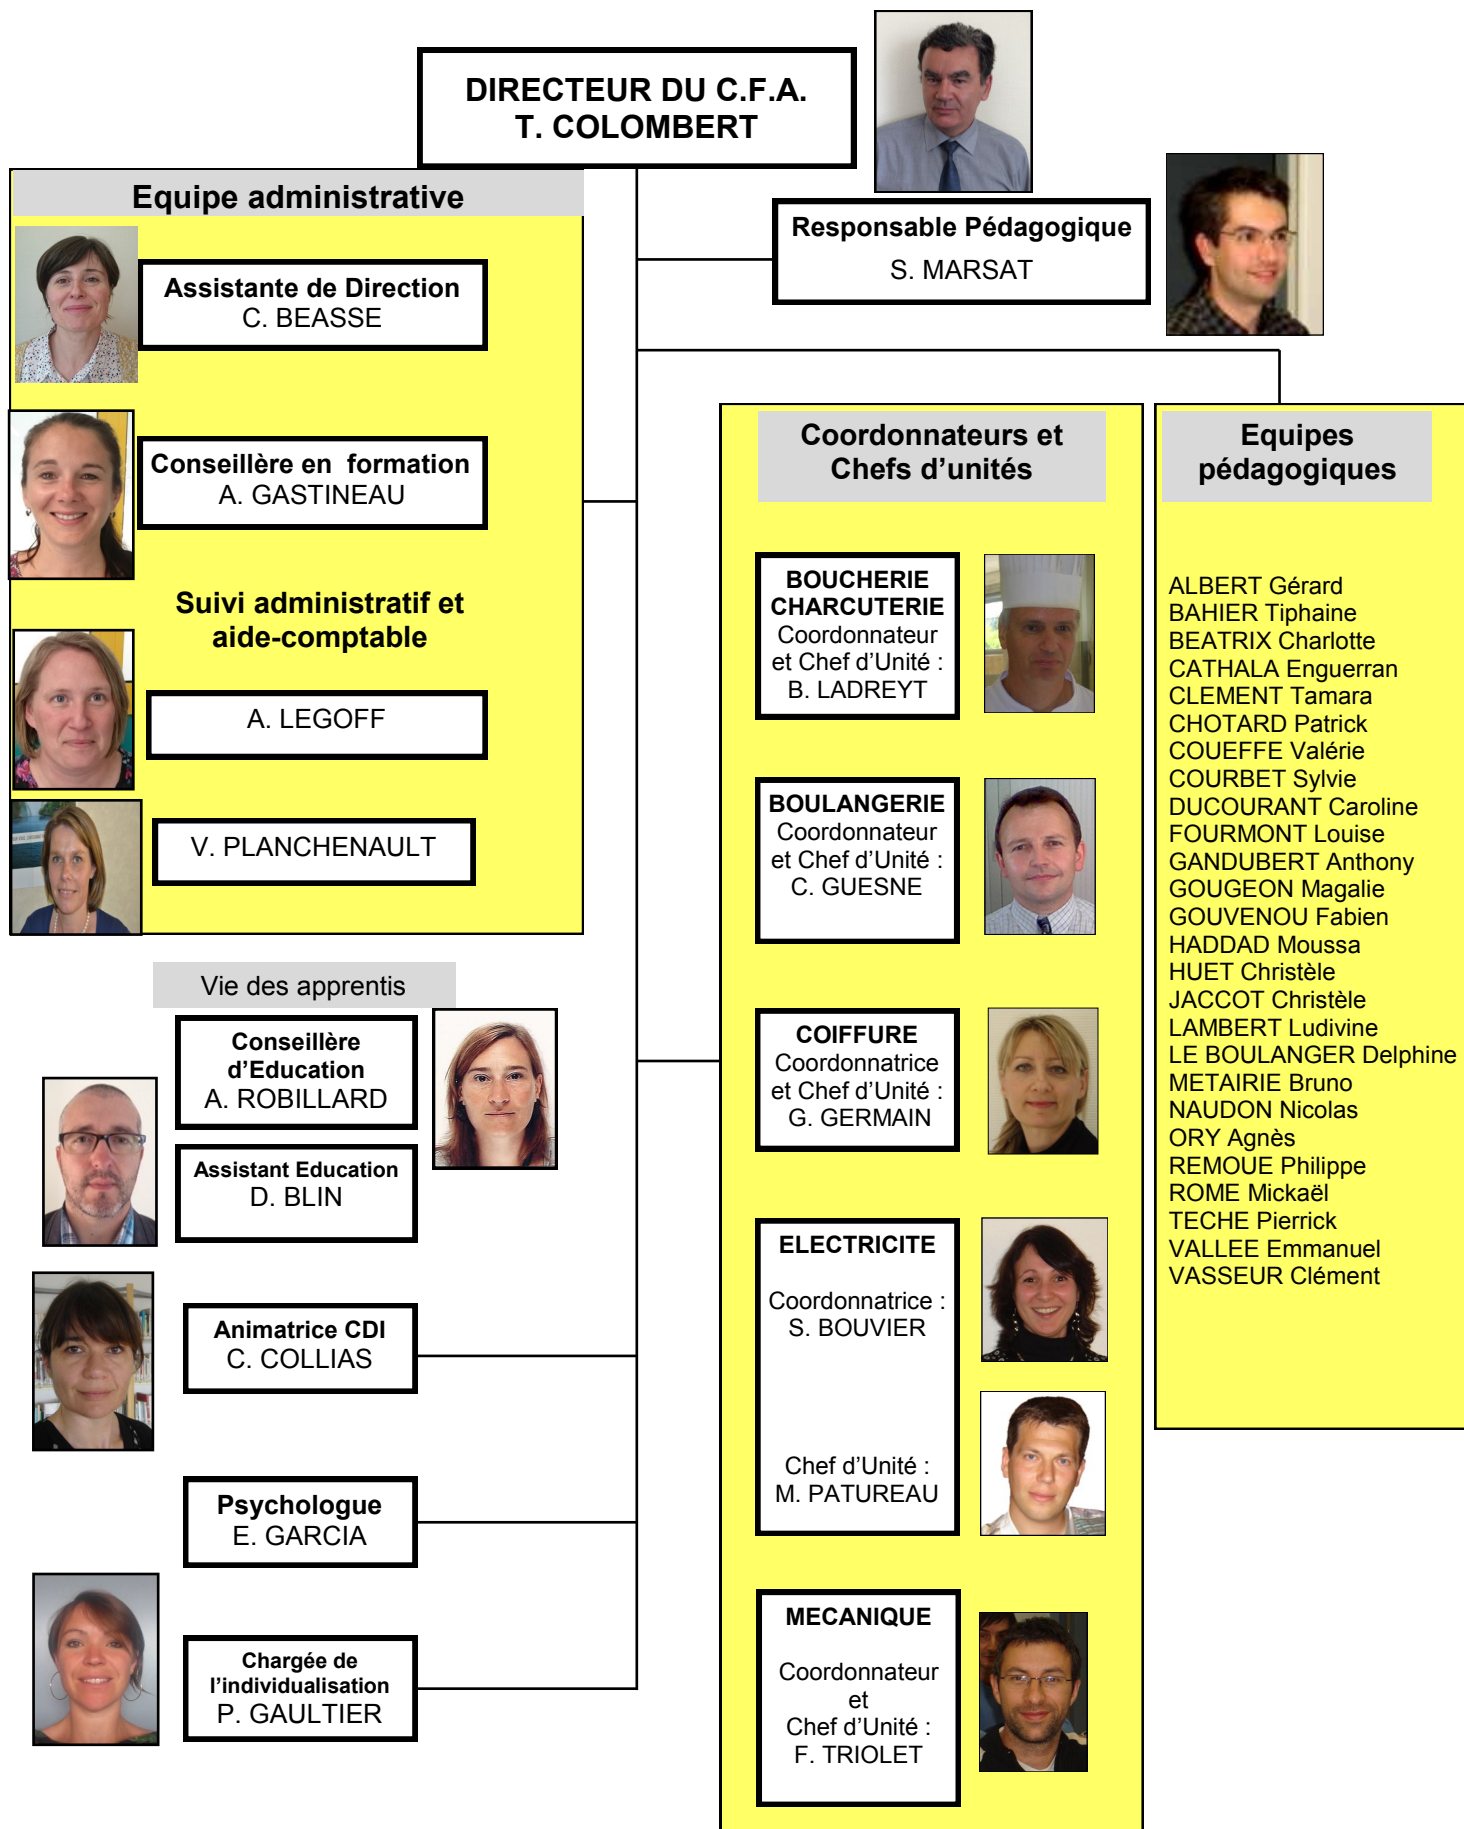 DIRECTEUR DU C.F.A.
T. COLOMBERT
Responsable Pédagogique
S. MARSAT
Equipe administrative
Assistante de Direction
C. BEASSE
Conseillère en  formation
A. GASTINEAU
Suivi administratif et
aide-comptable
A. LEGOFF
V. PLANCHENAULT
Vie des apprentis
Conseillère
d’Education
A. ROBILLARD
Assistant Education
D. BLIN
Animatrice CDI
C. COLLIAS
Psychologue
E. GARCIA
Chargée de
l’individualisation
P. GAULTIER
Coordonnateurs et
Chefs d’unités
BOUCHERIE
CHARCUTERIE
Coordonnateur
et Chef d’Unité :
B. LADREYT
BOULANGERIE
Coordonnateur
et Chef d’Unité :
C. GUESNE
COIFFURE
Coordonnatrice
et Chef d’Unité :
G. GERMAIN
ELECTRICITE
Coordonnatrice :
S. BOUVIER
Chef d’Unité :
M. PATUREAU
MECANIQUE
Coordonnateur
et
Chef d’Unité :
F. TRIOLET
Equipes
pédagogiques
ALBERT Gérard
BAHIER Tiphaine
BEATRIX Charlotte
CATHALA Enguerran
CLEMENT Tamara
CHOTARD Patrick
COUEFFE Valérie
COURBET Sylvie
DUCOURANT Caroline
FOURMONT Louise
GANDUBERT Anthony
GOUGEON Magalie
GOUVENOU Fabien
HADDAD Moussa
HUET Christèle
JACCOT Christèle
LAMBERT Ludivine
LE BOULANGER Delphine
METAIRIE Bruno
NAUDON Nicolas
ORY Agnès
REMOUE Philippe
ROME Mickaël
TECHE Pierrick
VALLEE Emmanuel
VASSEUR Clément